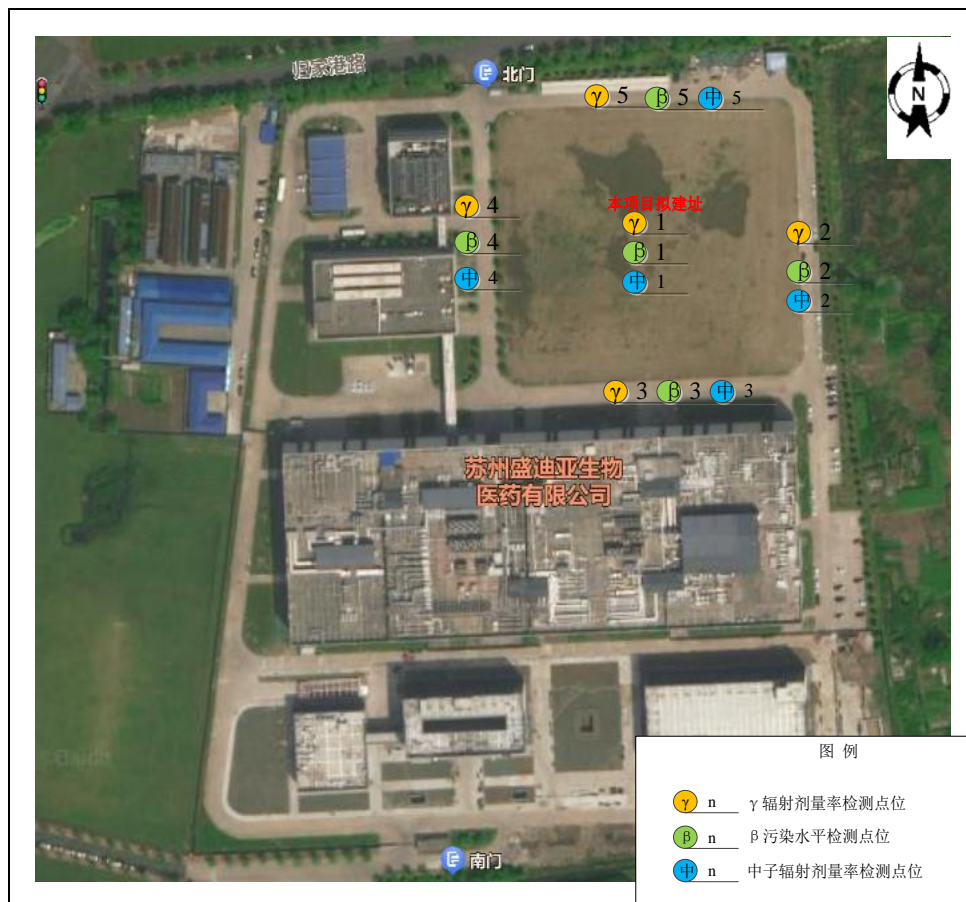 归家港路
北门
N
γ 5 β 5 中 5
本项目拟建址
γ 4
β 4
中 4
γ 1
β 1
中 1
γ 2
β 2
中 2
γ 3 β 3 中 3
苏州盛迪亚生物
医药有限公司
南门
图 例
γ n γ辐射剂量率检测点位
β n β污染水平检测点位
中 n 中子辐射剂量率检测点位